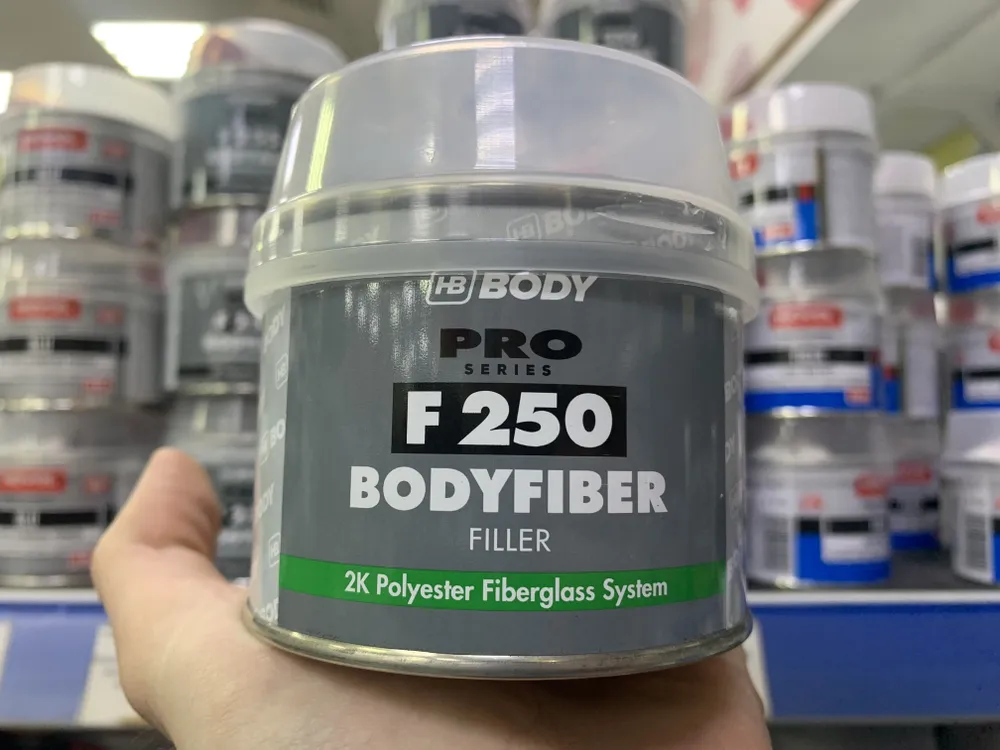 HB BODY
PRO
SERIES
F 250
BODYFIBER
FILLER
2K Polyester Fiberglass System